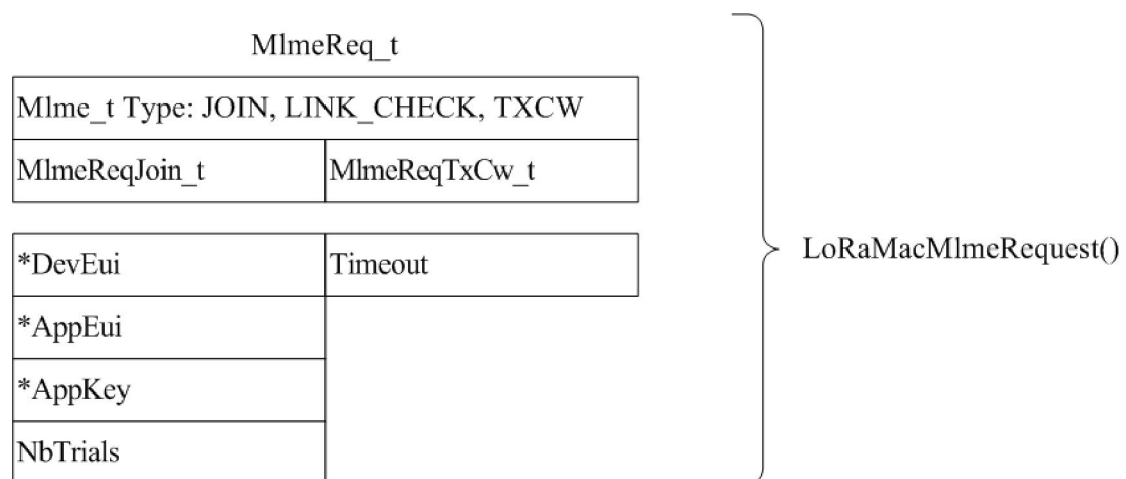 MlmeReq_t
Mlme_t Type: JOIN, LINK_CHECK, TXCW
MlmeReqJoin_t MlmeReqTxCw_t
*DevEui Timeout
*AppEui
*AppKey
NbTrials
LoRaMacMlmeRequest()